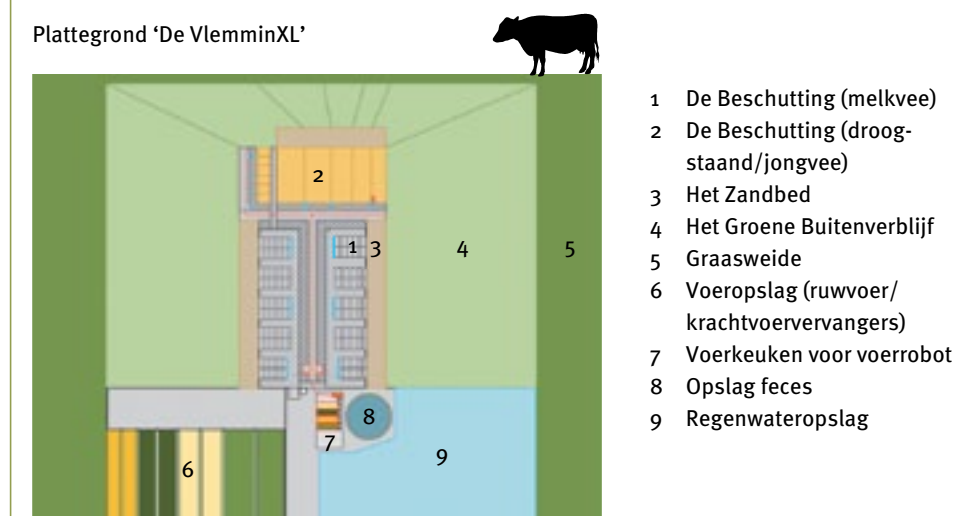 Plattegrond ‘De VlemminXL’
2
1
3
4
5
6
7
8
9
1 De Beschutting (melkvee)
2 De Beschutting (droog-
staand/jongvee)
3 Het Zandbed
4 Het Groene Buitenverblijf
5 Graasweide
6 Voeropslag (ruwvoer/
krachtvoervervangers)
7 Voerkeuken voor voerrobot
8 Opslag feces
9 Regenwateropslag